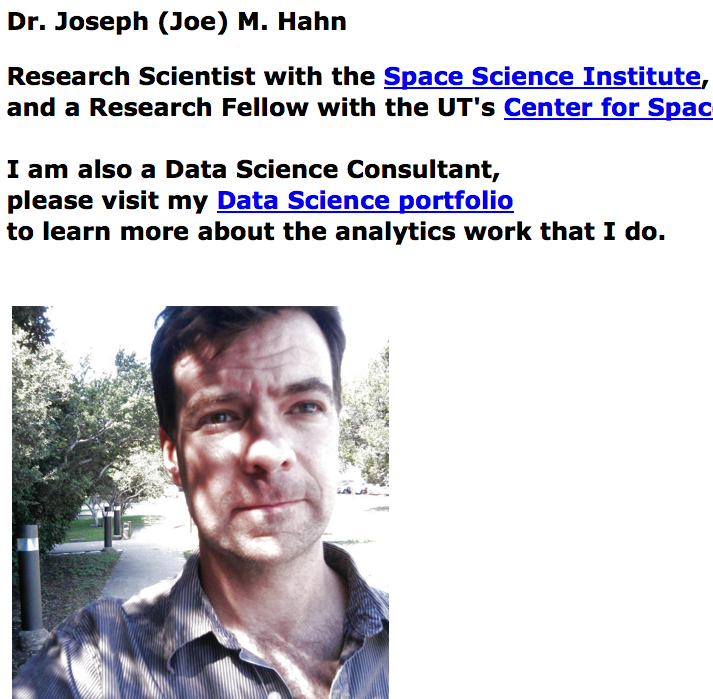 Dr. Joseph (Joe) M. Hahn
Research Scientist with the Space Science Institute,
and a Research Fellow with the UT's Center for
I am also a Data Science Consultant,
please visit my Data Science portfolio
to learn more about the analytics work that I do.